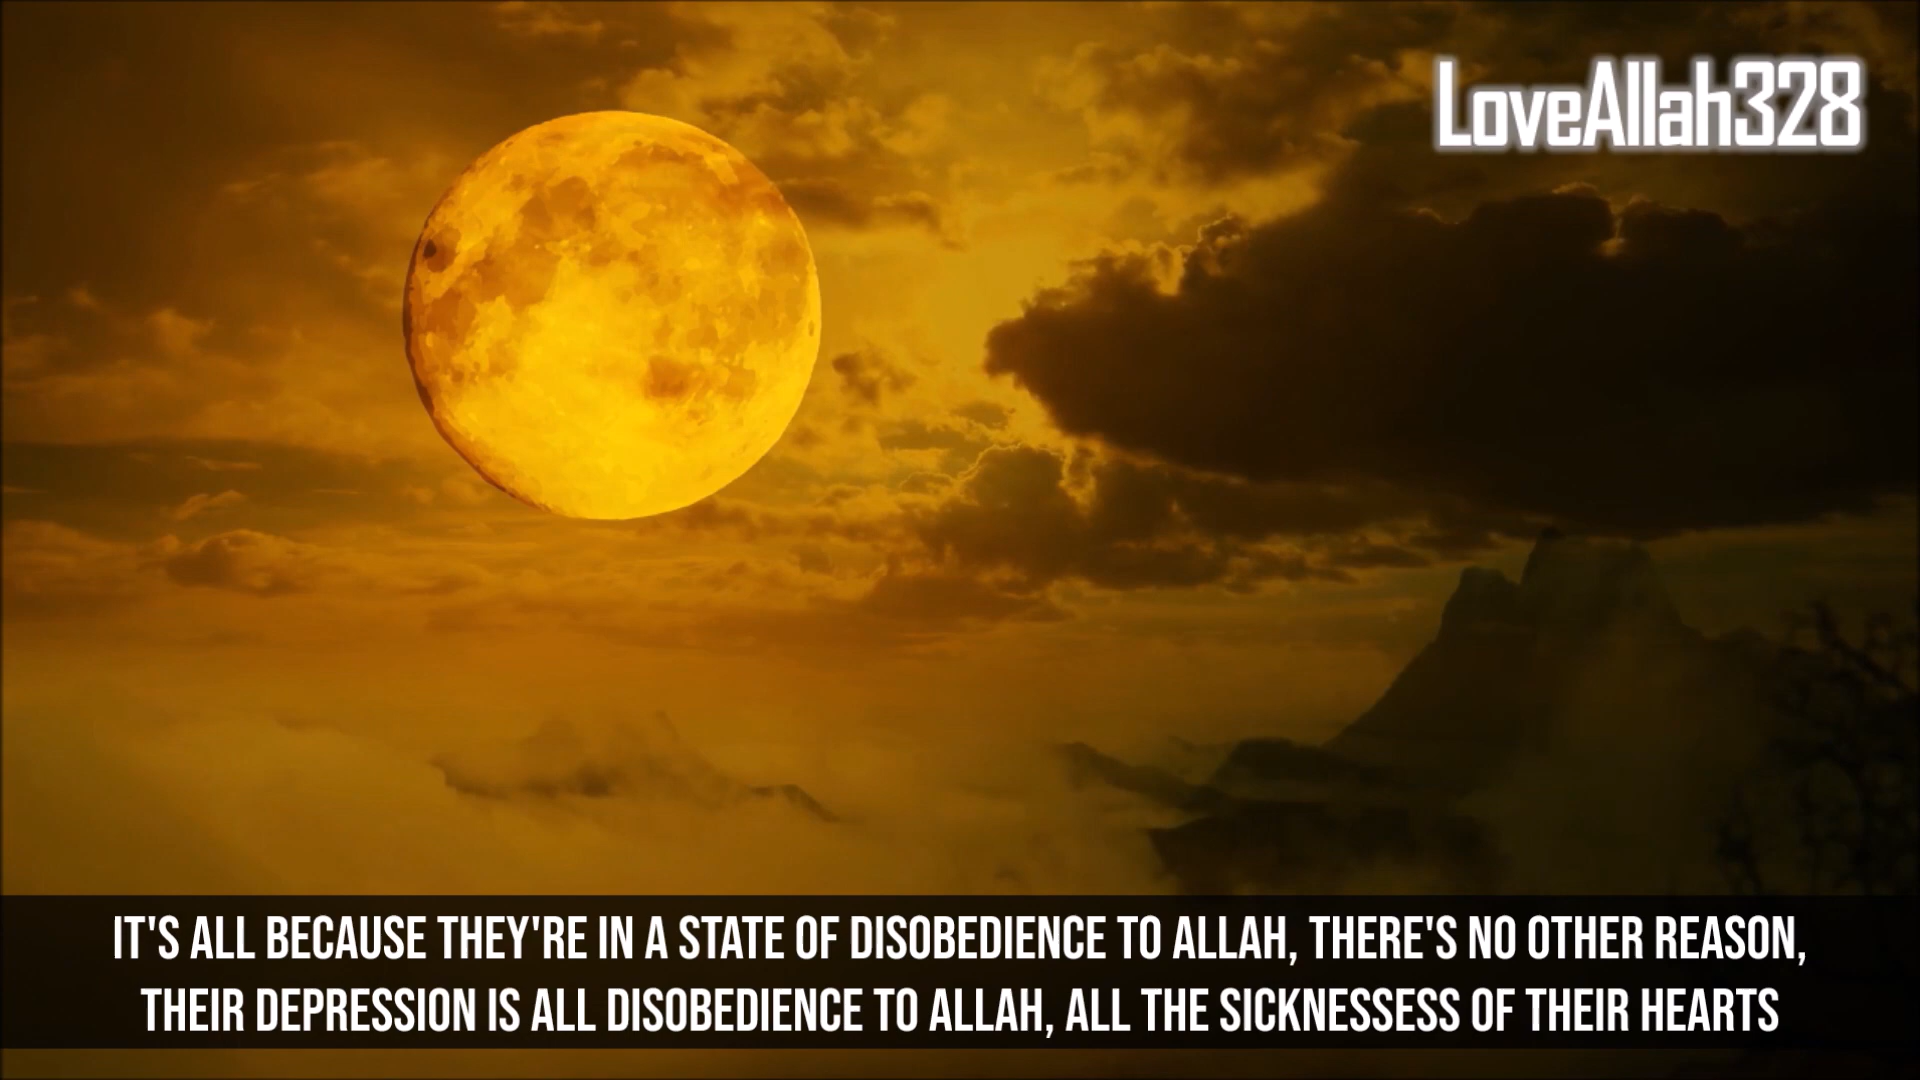 LoveAllah328
IT'S ALL BECAUSE THEY'RE IN A STATE OF DISOBEDIENCE TO ALLAH, THERE'S NO OTHER REASON,
THEIR DEPRESSION IS ALL DISOBEDIENCE TO ALLAH, ALL THE SICKNESSESS OF THEIR HEARTS